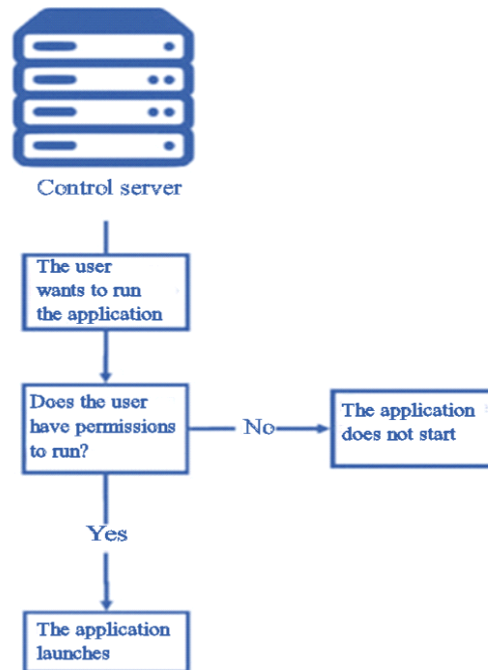 Control server
The user
wants to run
the application
Does the user
have permissions
to run?
No
The application
does not start
Yes
The application
launches